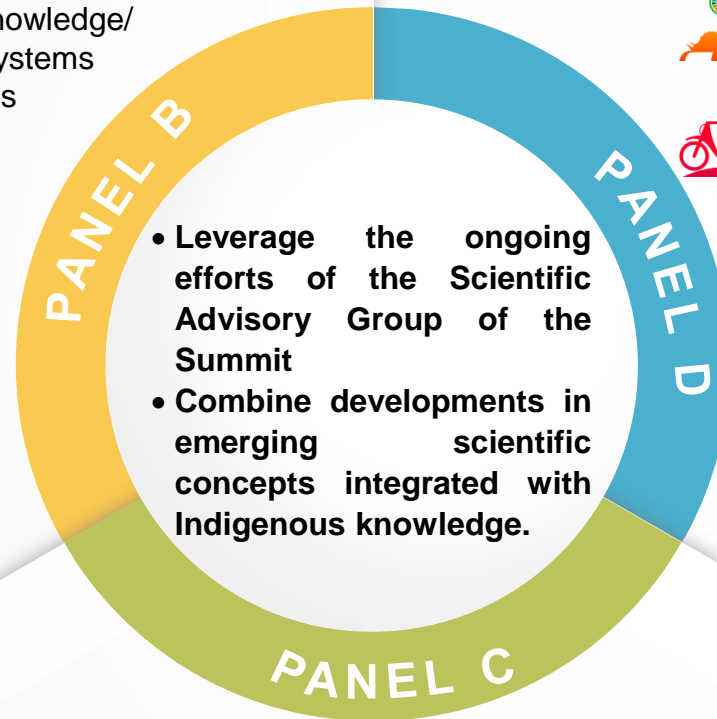 nowledge/
ystems
s
PANEL B
PANEL D
• Leverage the ongoing
efforts of the Scientific
Advisory Group of the
Summit
• Combine developments in
emerging scientific
concepts integrated with
Indigenous knowledge.
PANEL C